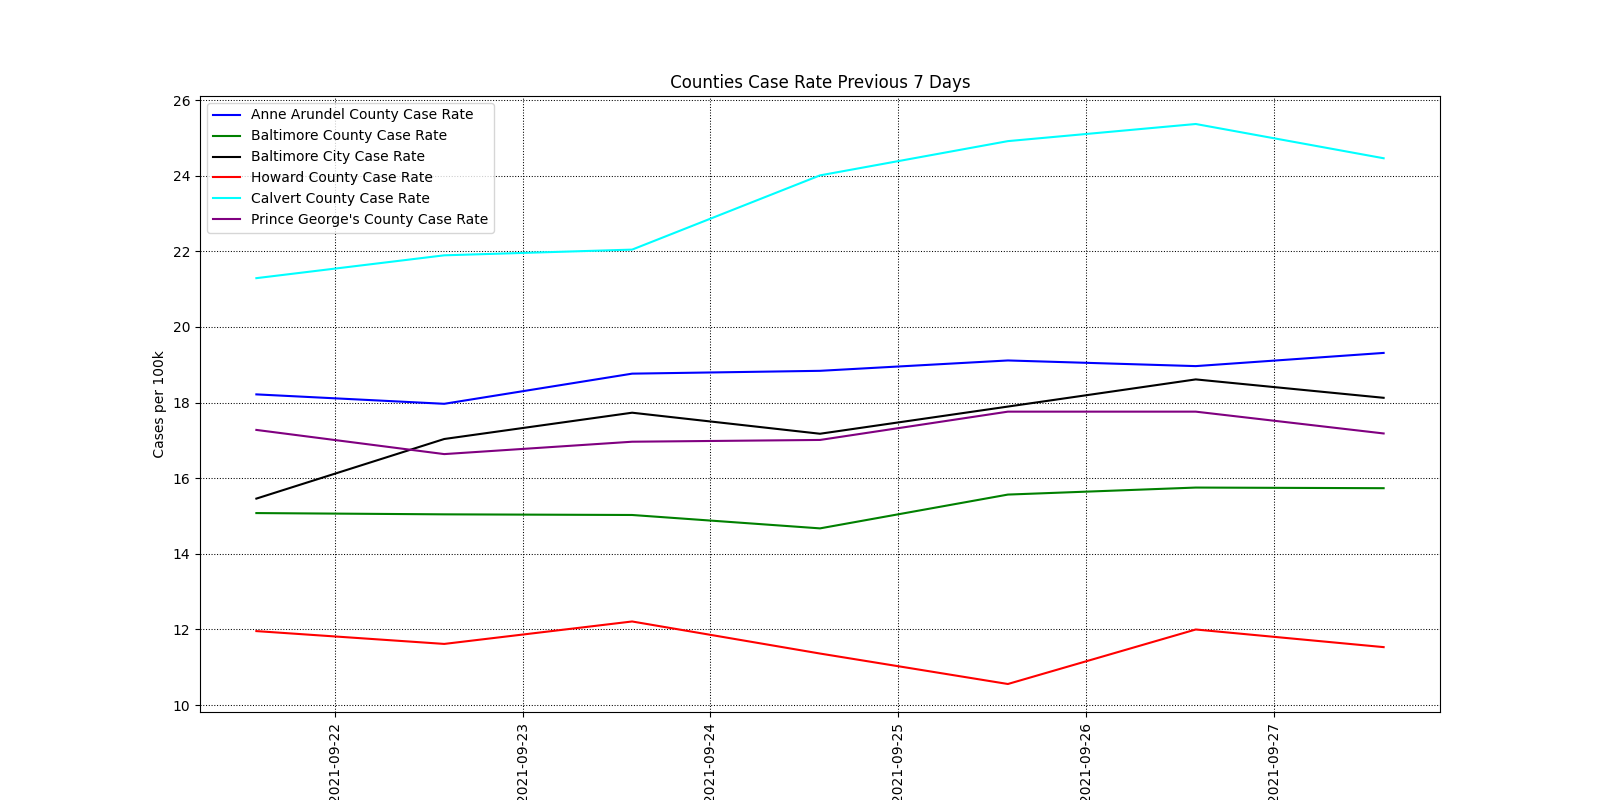 Counties Case Rate Previous 7 Days
Anne Arundel County Case Rate
Baltimore County Case Rate
Baltimore City Case Rate
Howard County Case Rate
Calvert County Case Rate
Prince George's County Case Rate
Cases per 100k
26
24
22
20
18
16
14
12
10
2021-09-22
2021-09-23
2021-09-24
2021-09-25
2021-09-26
2021-09-27